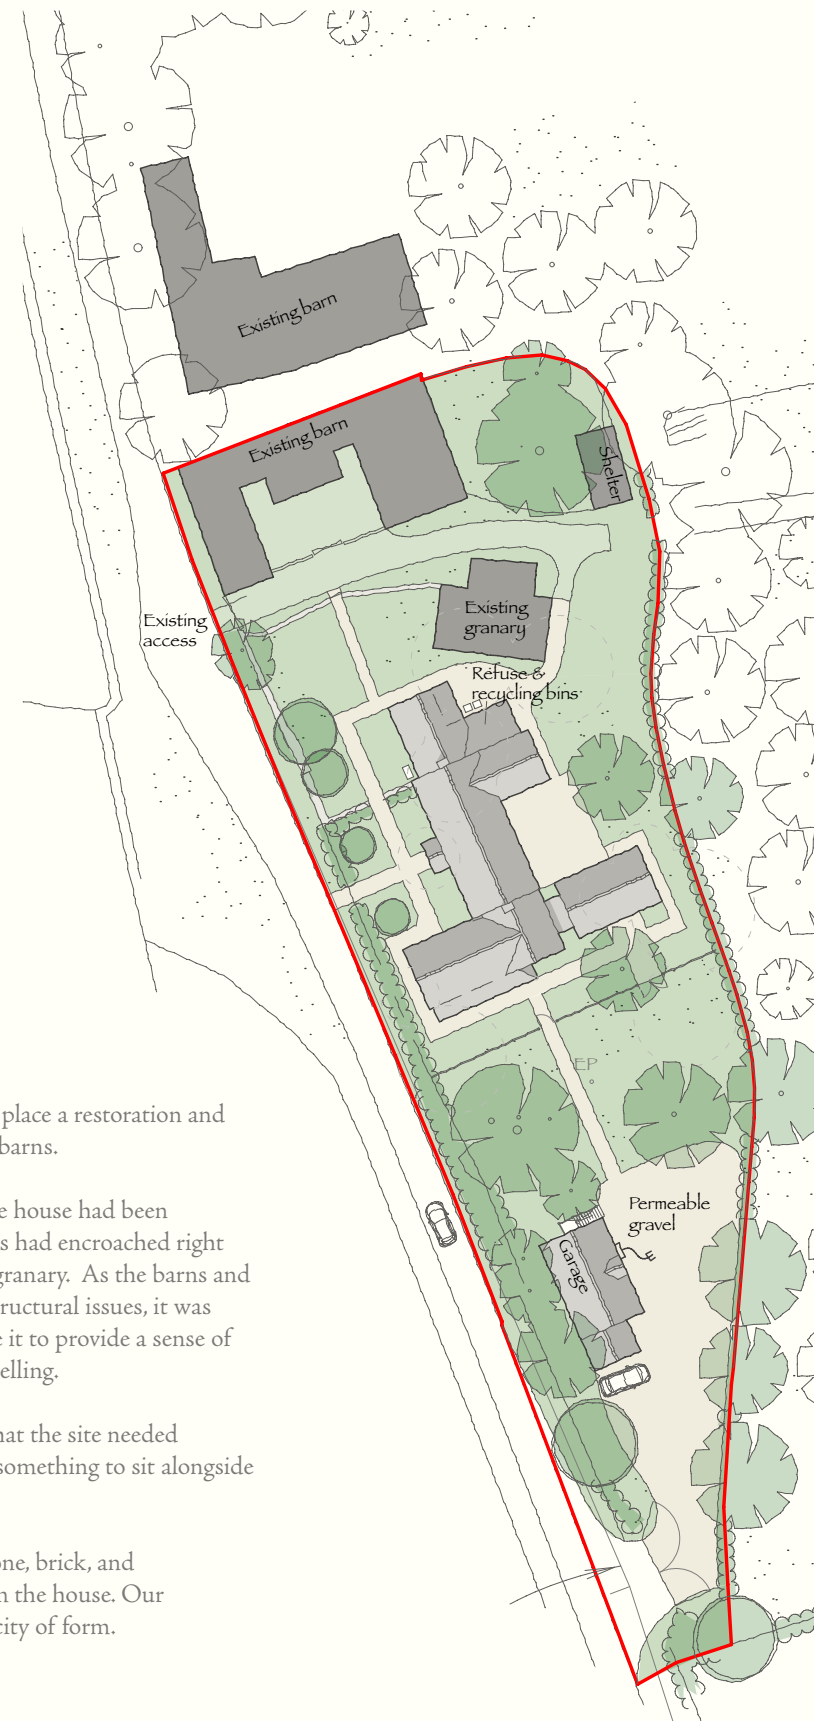 Existing barn
Existing barn
Shelter
Existing
granary
Existing
access
Refuse &
recycling bins
EP
place a restoration and
barns.
e house had been
s had encroached right
granary.  As the barns and
ructural issues, it was
e it to provide a sense of
elling.
Permeable
gravel
Garage
hat the site needed
something to sit alongside
one, brick, and
n the house. Our
city of form.